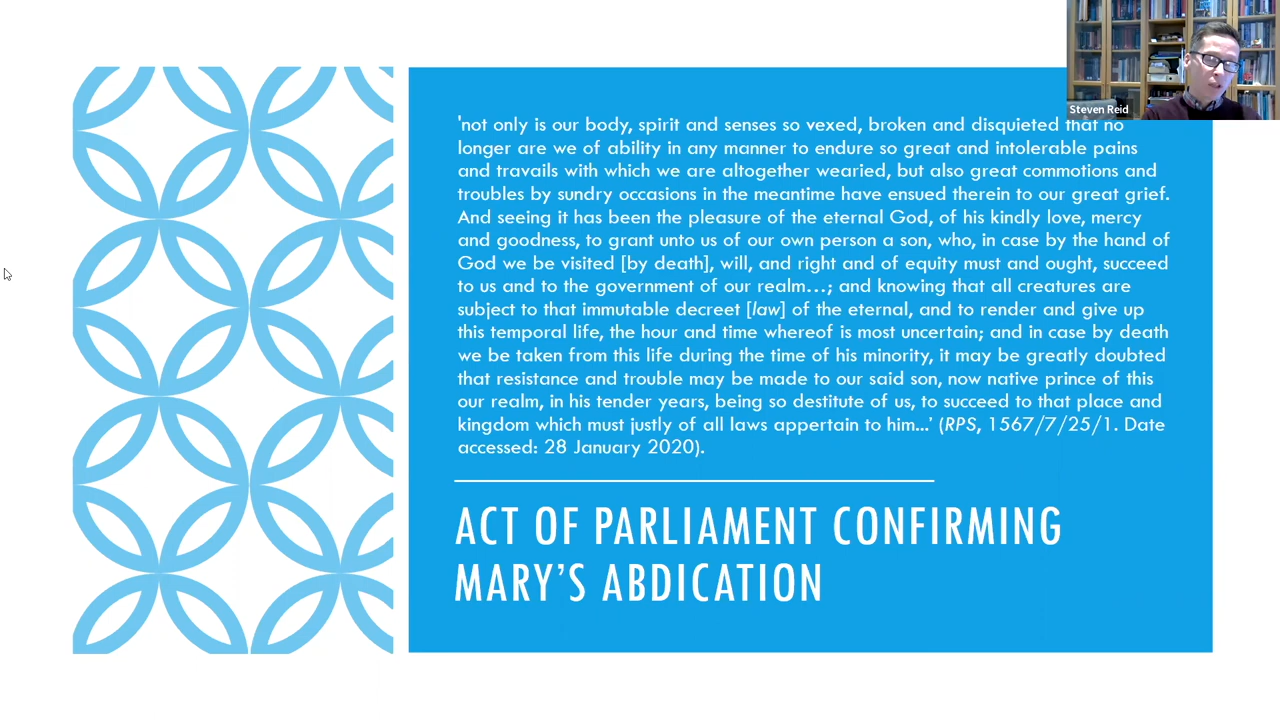 Steven Reid
'not only is our body, spirit and senses so vexed, broken and disquieted that no
longer are we of ability in any manner to endure so great and intolerable pains
and travails with which we are altogether wearied, but also great commotions and
troubles by sundry occasions in the meantime have ensued therein to our great grief.
And seeing it has been the pleasure of the eternal God, of his kindly love, mercy
and goodness, to grant unto us of our own person a son, who, in case by the hand of
God we be visited [by death], will, and right and of equity must and ought, succeed
to us and to the government of our realm…; and knowing that all creatures are
subject to that immutable decreet [law] of the eternal, and to render and give up
this temporal life, the hour and time whereof is most uncertain; and in case by death
we be taken from this life during the time of his minority, it may be greatly doubted
that resistance and trouble may be made to our said son, now native prince of this
our realm, in his tender years, being so destitute of us, to succeed to that place and
kingdom which must justly of all laws appertain to him...' (RPS, 1567/7/25/1. Date
accessed: 28 January 2020).
ACT OF PARLIAMENT CONFIRMING
MARY'S ABDICATION